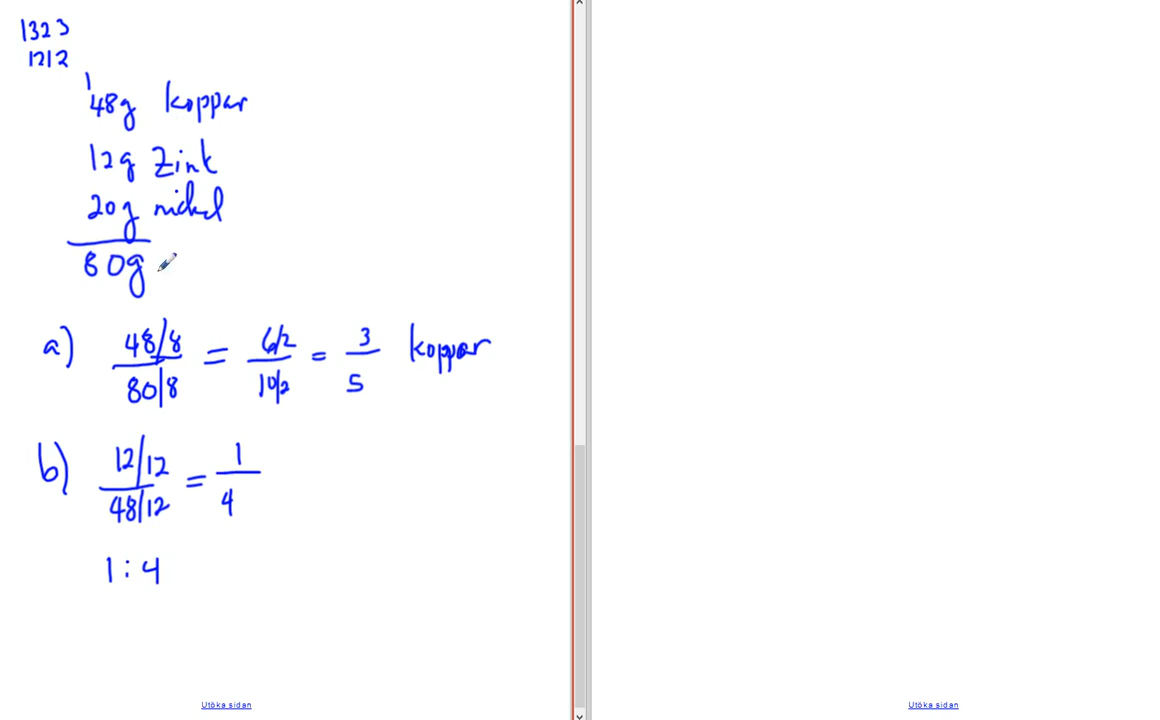 1323
1212
1
48g koppar
12g Zink
20g nickel
80g
a) 48/8 / 80/8 = 6/2 / 10/2 = 3/5 koppar
b) 12/12 / 48/12 = 1/4
1:4
Utöka sidan
Utöka sidan